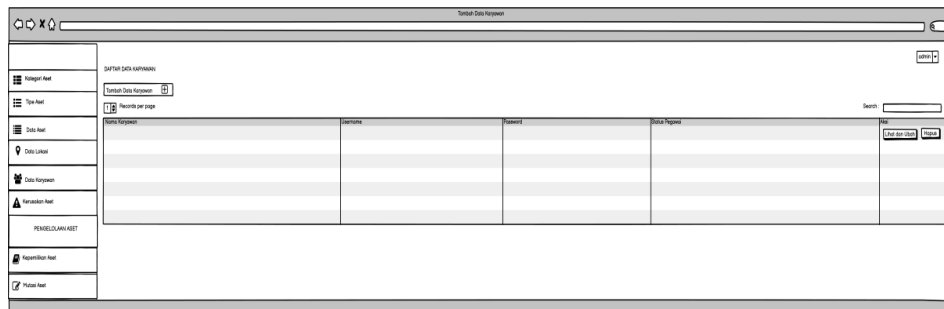 Tambah Data Karyawan
admin
Kategori Aset
Tipe Aset
Data Aset
Data Lokasi
Data Karyawan
Kerusakan Aset
PENGELOLAAN ASET
Kepemilikan Aset
Mutasi Aset
DAFTAR DATA KARYAWAN
Tambah Data Karyawan
1 Records per page
Search :
Nama Karyawan Username Password Status Pegawai Aksi
Lihat dan Ubah Hapus